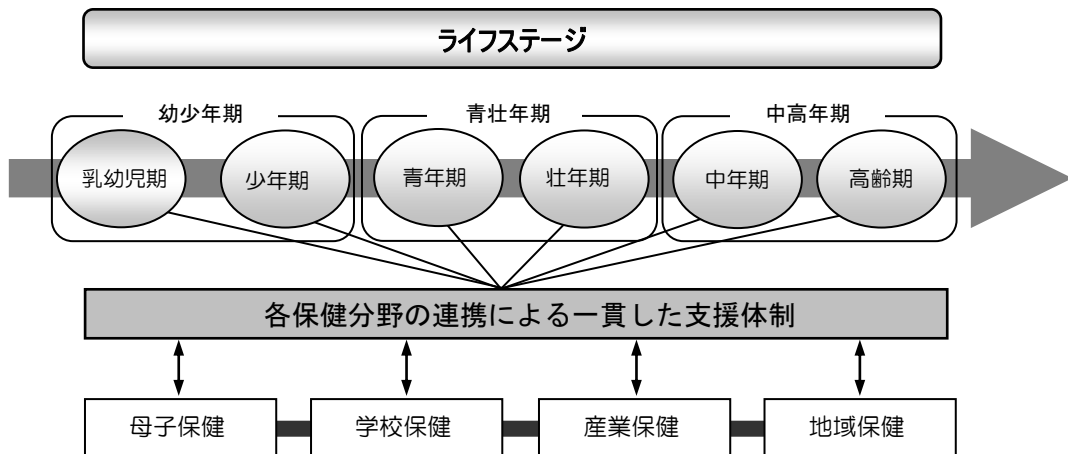 ライフステージ
幼少年期
青壮年期
中高年期
乳幼児期
少年期
青年期
壮年期
中年期
高齢期
各保健分野の連携による一貫した支援体制
母子保健
学校保健
産業保健
地域保健